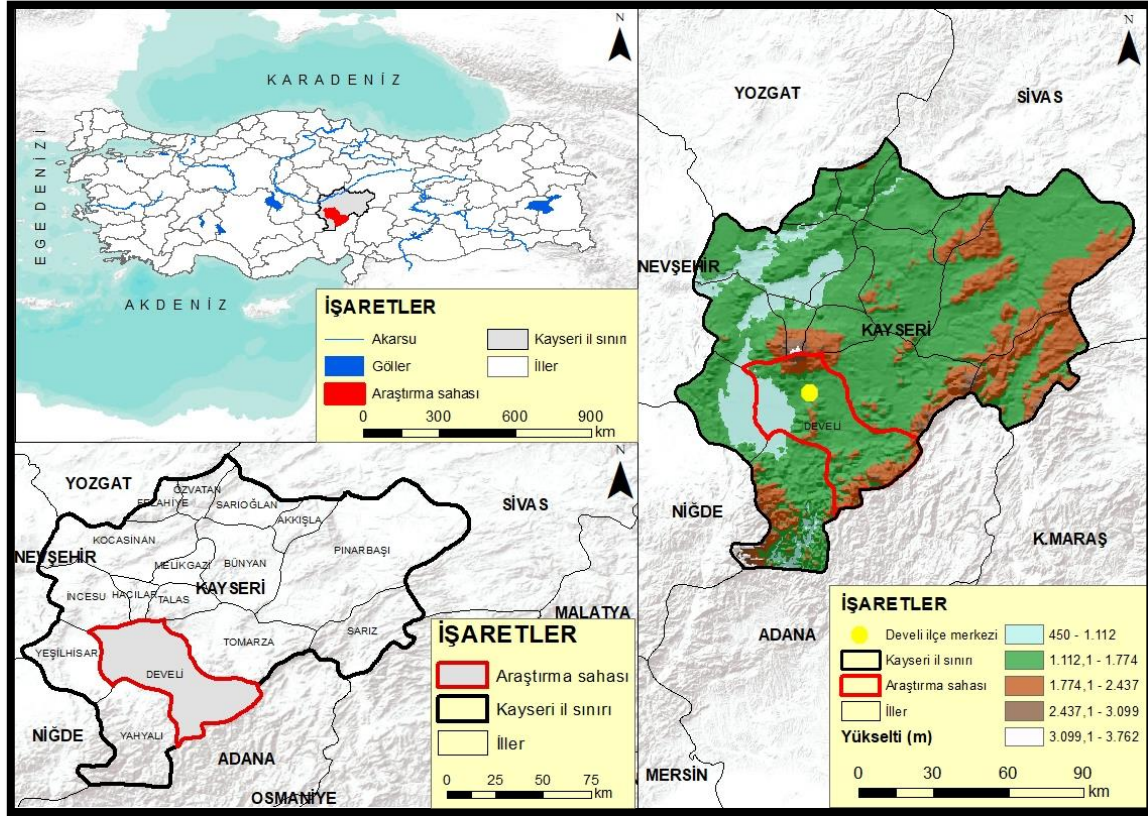 N
KARADENİZ
EGE DENİZİ
AKDENİZ
İŞARETLER
Akarsu
Kayseri il sınırı
Göller
İller
Araştırma sahası
0 300 600 900
km
N
YOZGAT
SİVAS
ÖZVATAN
FELAHİYE
SARIOĞLAN
AKKIŞLA
KOCASİNAN
PINARBAŞI
NEVŞEHİR
MELİKGAZİ
BÜNYAN
KAYSERİ
İNCESU
HACILAR
TALAS
MALATYA
TOMARZA
SARIZ
YEŞİLHİSAR
DEVELİ
NİĞDE
YAHYALI
ADANA
OSMANİYE
İŞARETLER
Araştırma sahası
Kayseri il sınırı
İller
0 25 50 75
km
N
YOZGAT
SİVAS
NEVŞEHİR
KAYSERİ
DEVELİ
NİĞDE
K.MARAŞ
ADANA
MERSİN
İŞARETLER
Develi ilçe merkezi
Kayseri il sınırı
Araştırma sahası
İller
Yükselti (m)
450 - 1.112
1.112,1 - 1.774
1.774,1 - 2.437
2.437,1 - 3.099
3.099,1 - 3.762
0 30 60 90
km